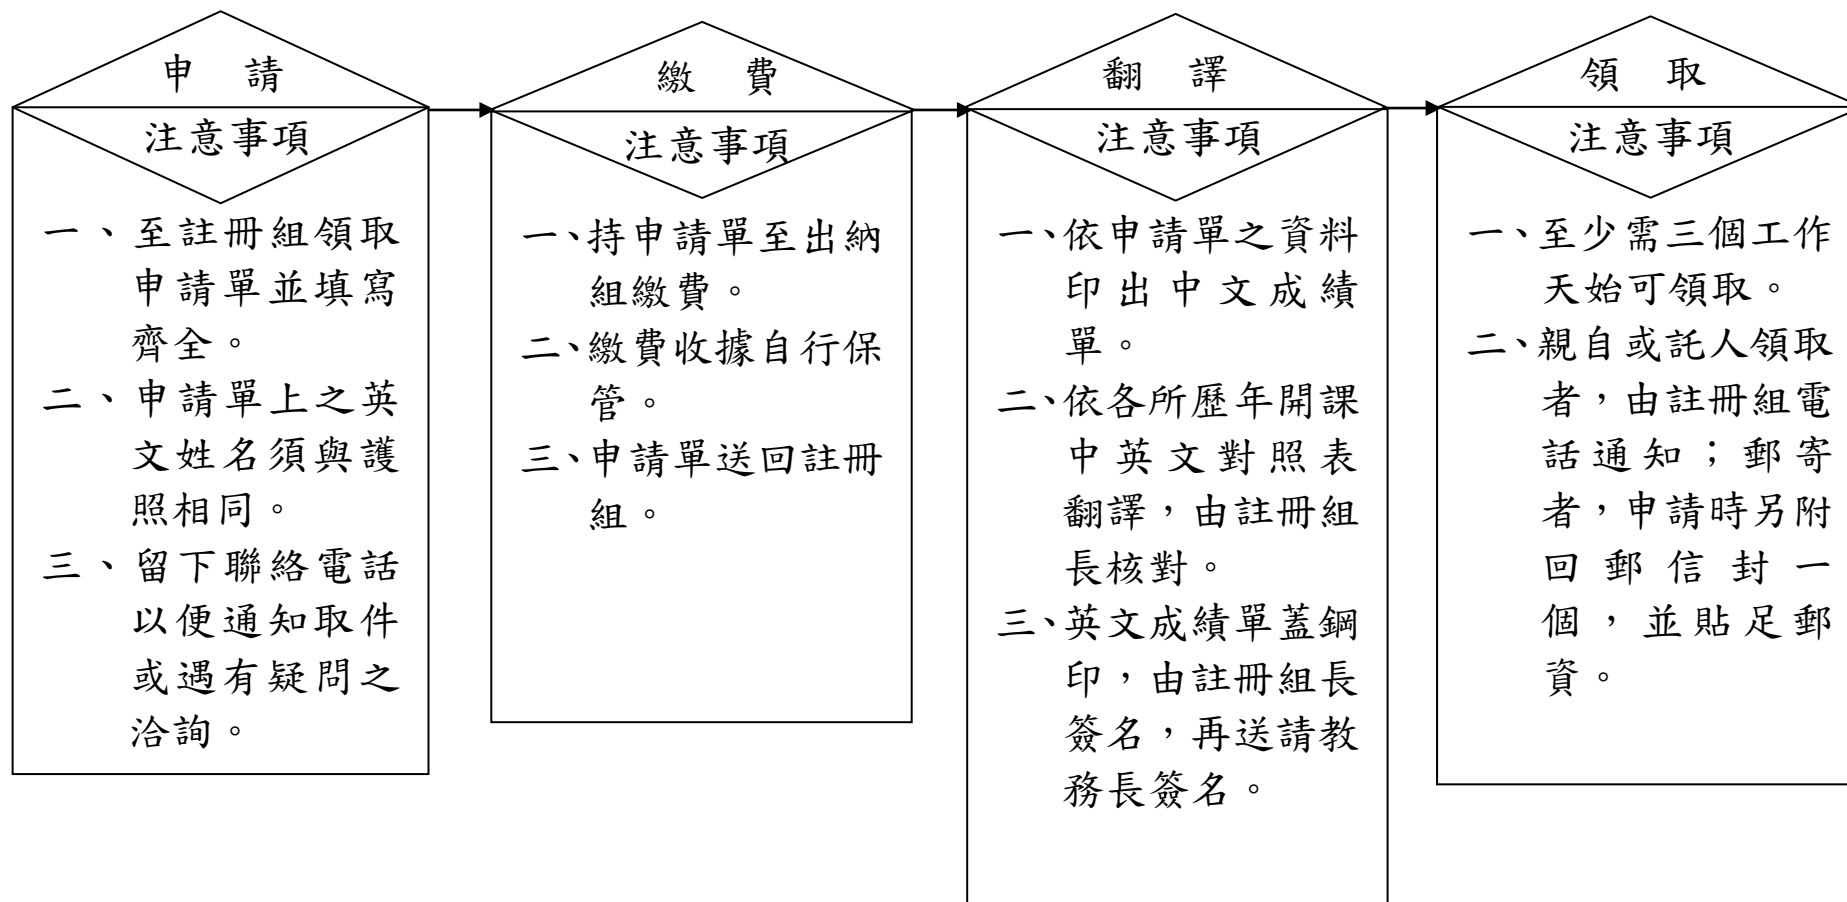 申 請
注意事項
一、至註冊組領取
申請單並填寫
齊全。
二、申請單上之英
文姓名須與護
照相同。
三、留下聯絡電話
以便通知取件
或遇有疑問之
洽詢。
繳 費
注意事項
一、持申請單至出納
組繳費。
二、繳費收據自行保
管。
三、申請單送回註冊
組。
翻 譯
注意事項
一、依申請單之資料
印出中文成績
單。
二、依各所歷年開課
中英文對照表
翻譯,由註冊組
長核對。
三、英文成績單蓋鋼
印,由註冊組長
簽名,再送請教
務長簽名。
領 取
注意事項
一、至少需三個工作
天始可領取。
二、親自或託人領取
者,由註冊組電
話通知;郵寄
者,申請時另附
回郵信封一
個,並貼足郵
資。